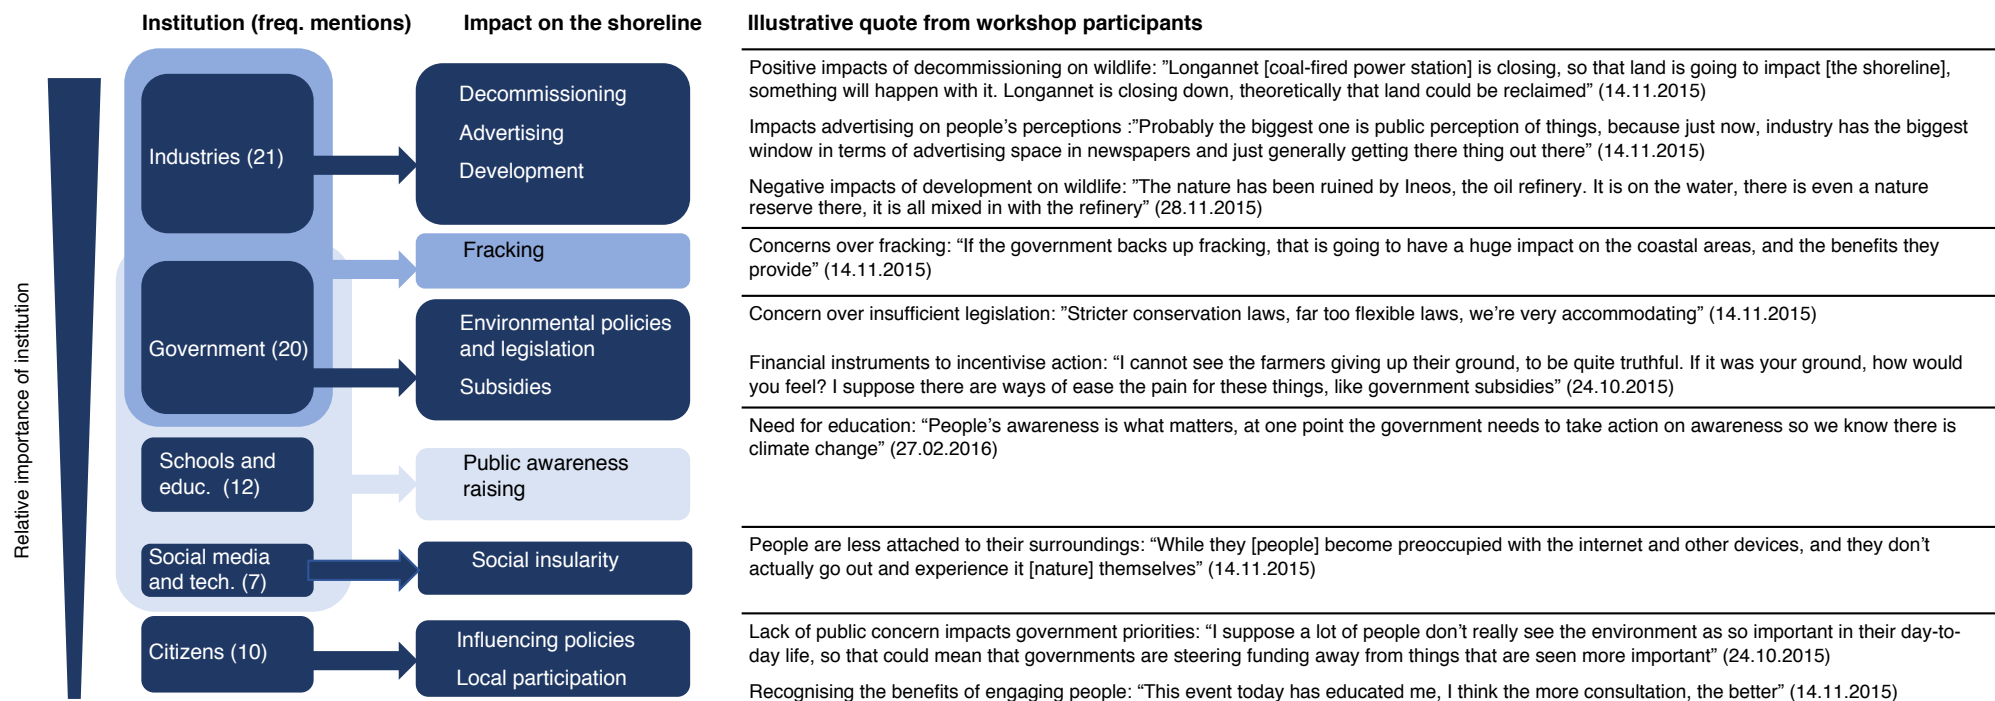 Institution (freq. mentions)
Impact on the shoreline
Illustrative quote from workshop participants
Relative importance of institution
Industries (21)
Decommissioning
Advertising
Development
Positive impacts of decommissioning on wildlife: ”Longannet [coal-fired power station] is closing, so that land is going to impact [the shoreline],
something will happen with it. Longannet is closing down, theoretically that land could be reclaimed” (14.11.2015)
Impacts advertising on people’s perceptions :”Probably the biggest one is public perception of things, because just now, industry has the biggest
window in terms of advertising space in newspapers and just generally getting there thing out there” (14.11.2015)
Negative impacts of development on wildlife: ”The nature has been ruined by Ineos, the oil refinery. It is on the water, there is even a nature
reserve there, it is all mixed in with the refinery” (28.11.2015)
Fracking
Concerns over fracking: “If the government backs up fracking, that is going to have a huge impact on the coastal areas, and the benefits they
provide” (14.11.2015)
Government (20)
Environmental policies
and legislation
Subsidies
Concern over insufficient legislation: ”Stricter conservation laws, far too flexible laws, we’re very accommodating” (14.11.2015)
Financial instruments to incentivise action: “I cannot see the farmers giving up their ground, to be quite truthful. If it was your ground, how would
you feel? I suppose there are ways of ease the pain for these things, like government subsidies” (24.10.2015)
Schools and
educ. (12)
Public awareness
raising
Need for education: “People’s awareness is what matters, at one point the government needs to take action on awareness so we know there is
climate change” (27.02.2016)
Social media
and tech. (7)
Social insularity
People are less attached to their surroundings: “While they [people] become preoccupied with the internet and other devices, and they don’t
actually go out and experience it [nature] themselves” (14.11.2015)
Citizens (10)
Influencing policies
Local participation
Lack of public concern impacts government priorities: “I suppose a lot of people don’t really see the environment as so important in their day-to-
day life, so that could mean that governments are steering funding away from things that are seen more important” (24.10.2015)
Recognising the benefits of engaging people: “This event today has educated me, I think the more consultation, the better” (14.11.2015)